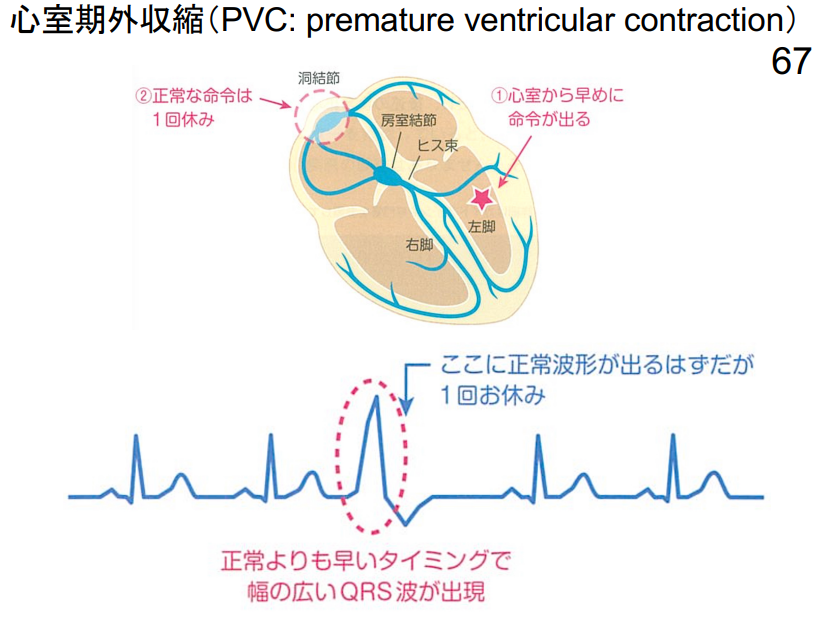 心室期外収縮（PVC: premature ventricular contraction）
67
洞結節
②正常な命令は
1回休み
①心室から早めに
命令が出る
房室結節
ヒス束
左脚
右脚
ここに正常波形が出るはずだが
1回お休み
正常よりも早いタイミングで
幅の広いQRS波が出現